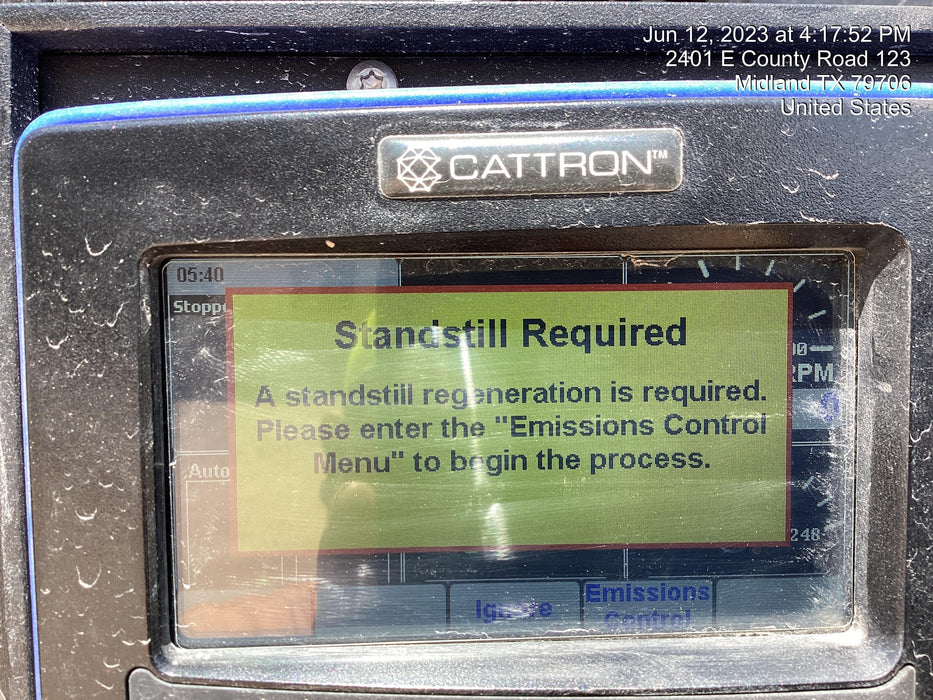 Jun 12, 2023 at 4:17:52 PM
2401 E County Road 123
Midland TX 79706
United States
CATTRON™
05:40
Standstill Required
A standstill regeneration is required.
Please enter the "Emissions Control
Menu" to begin the process.
RPM
Auto
248
Ignore
Emissions
Control